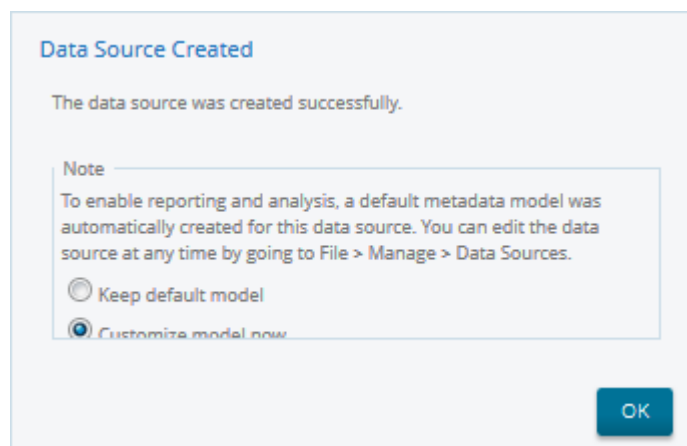 Data Source Created
The data source was created successfully.
Note
To enable reporting and analysis, a default metadata model was
automatically created for this data source. You can edit the data
source at any time by going to File > Manage > Data Sources.
Keep default model
Customize model now
OK